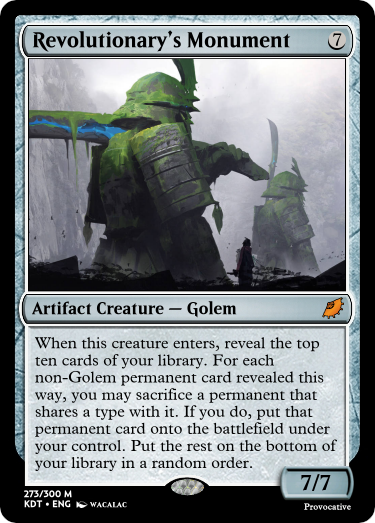 Revolutionary's Monument 7
Artifact Creature — Golem
When this creature enters, reveal the top
ten cards of your library. For each
non-Golem permanent card revealed this
way, you may sacrifice a permanent that
shares a type with it. If you do, put that
permanent card onto the battlefield under
your control. Put the rest on the bottom of
your library in a random order.
7/7
273/300 M
KDT • ENG WACALAC
Provocative